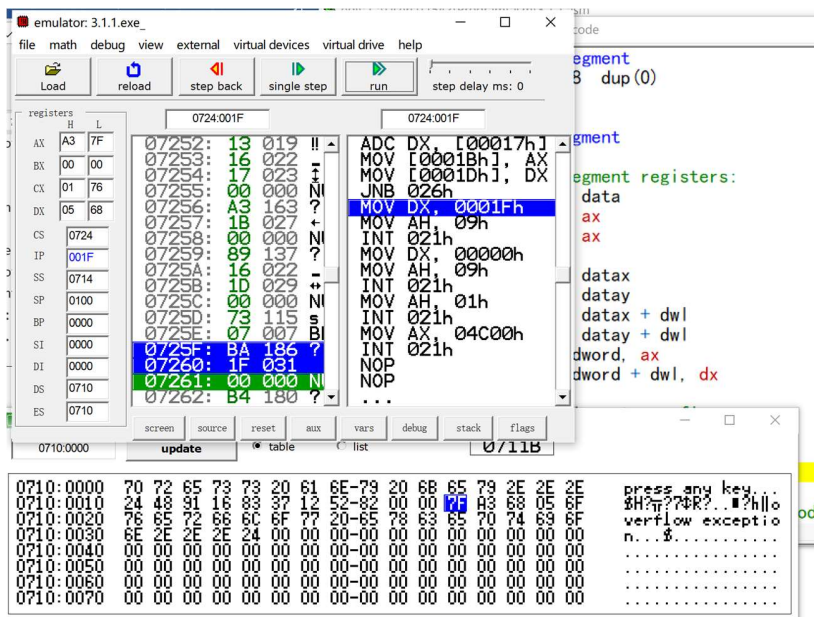 emulator: 3.1.1.exe_
file math debug view external virtual devices virtual drive help
Load reload step back single step run step delay ms: 0
registers
H L
AX A3 7F
BX 00 00
CX 01 76
DX 05 68
CS 0724
IP 001F
SS 0714
SP 0100
BP 0000
SI 0000
DI 0000
DS 0710
ES 0710
0724:001F
07252: 13 019 ‼
07253: 16 022 ▬
07254: 17 023 ↨
07255: 00 000 NU
07256: A3 163 ?
07257: 1B 027 ←
07258: 00 000 NU
07259: 89 137 ?
0725A: 16 022 ▬
0725B: 1D 029 ↔
0725C: 00 000 NU
0725D: 73 115 s
0725E: 07 007 BE
0725F: BA 186 ?
07260: 1F 031
07261: 00 000 NU
07262: B4 180 ?
0724:001F
ADC DX, [00017h]
MOV [0001Bh], AX
MOV [0001Dh], DX
JNB 026h
MOV DX, 0001Fh
MOV AH, 09h
INT 021h
MOV DX, 00000h
MOV AH, 09h
INT 021h
MOV AH, 01h
INT 021h
MOV AX, 04C00h
INT 021h
NOP
NOP
...
screen source reset aux vars debug stack flags
code
egment
8 dup(0)
gment
egment registers:
data
ax
ax
datax
datay
datax + dwl
datay + dwl
dword, ax
dword + dwl, dx
0710:0000 update table list 0711B
0710:0000 70 72 65 73 73 20 61 6E-79 20 6B 65 79 2E 2E 2E press any key...
0710:0010 24 48 91 16 83 37 12 52-82 00 00 7F A3 68 05 6F
0710:0020 76 65 72 66 6C 6F 77 20-65 78 63 65 70 74 69 6F verflow exceptio
0710:0030 6E 2E 2E 2E 24 00 00 00-00 00 00 00 00 00 00 00 n...$...........
0710:0040 00 00 00 00 00 00 00 00-00 00 00 00 00 00 00 00 ................
0710:0050 00 00 00 00 00 00 00 00-00 00 00 00 00 00 00 00 ................
0710:0060 00 00 00 00 00 00 00 00-00 00 00 00 00 00 00 00 ................
0710:0070 00 00 00 00 00 00 00 00-00 00 00 00 00 00 00 00 ................